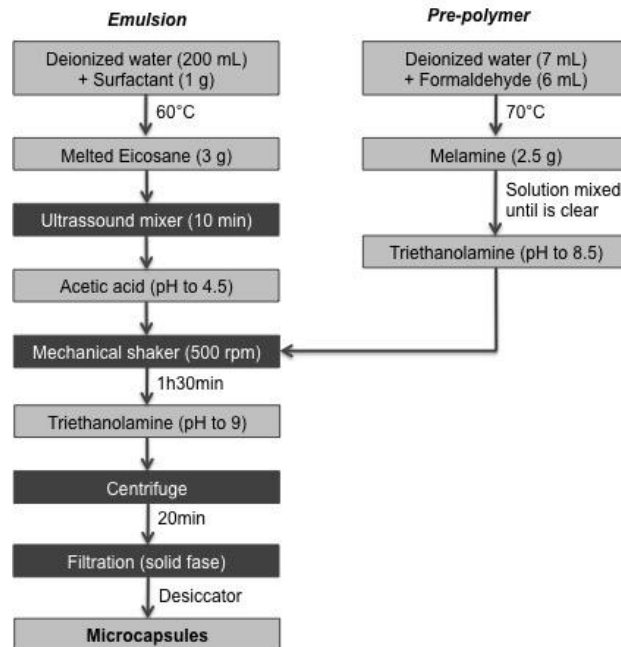 Emulsion
Deionized water (200 mL)
+ Surfactant (1 g)
60°C
Melted Eicosane (3 g)
Ultrassound mixer (10 min)
Acetic acid (pH to 4.5)
Mechanical shaker (500 rpm)
1h30min
Triethanolamine (pH to 9)
Centrifuge
20min
Filtration (solid fase)
Desiccator
Microcapsules
Pre-polymer
Deionized water (7 mL)
+ Formaldehyde (6 mL)
70°C
Melamine (2.5 g)
Solution mixed
until is clear
Triethanolamine (pH to 8.5)